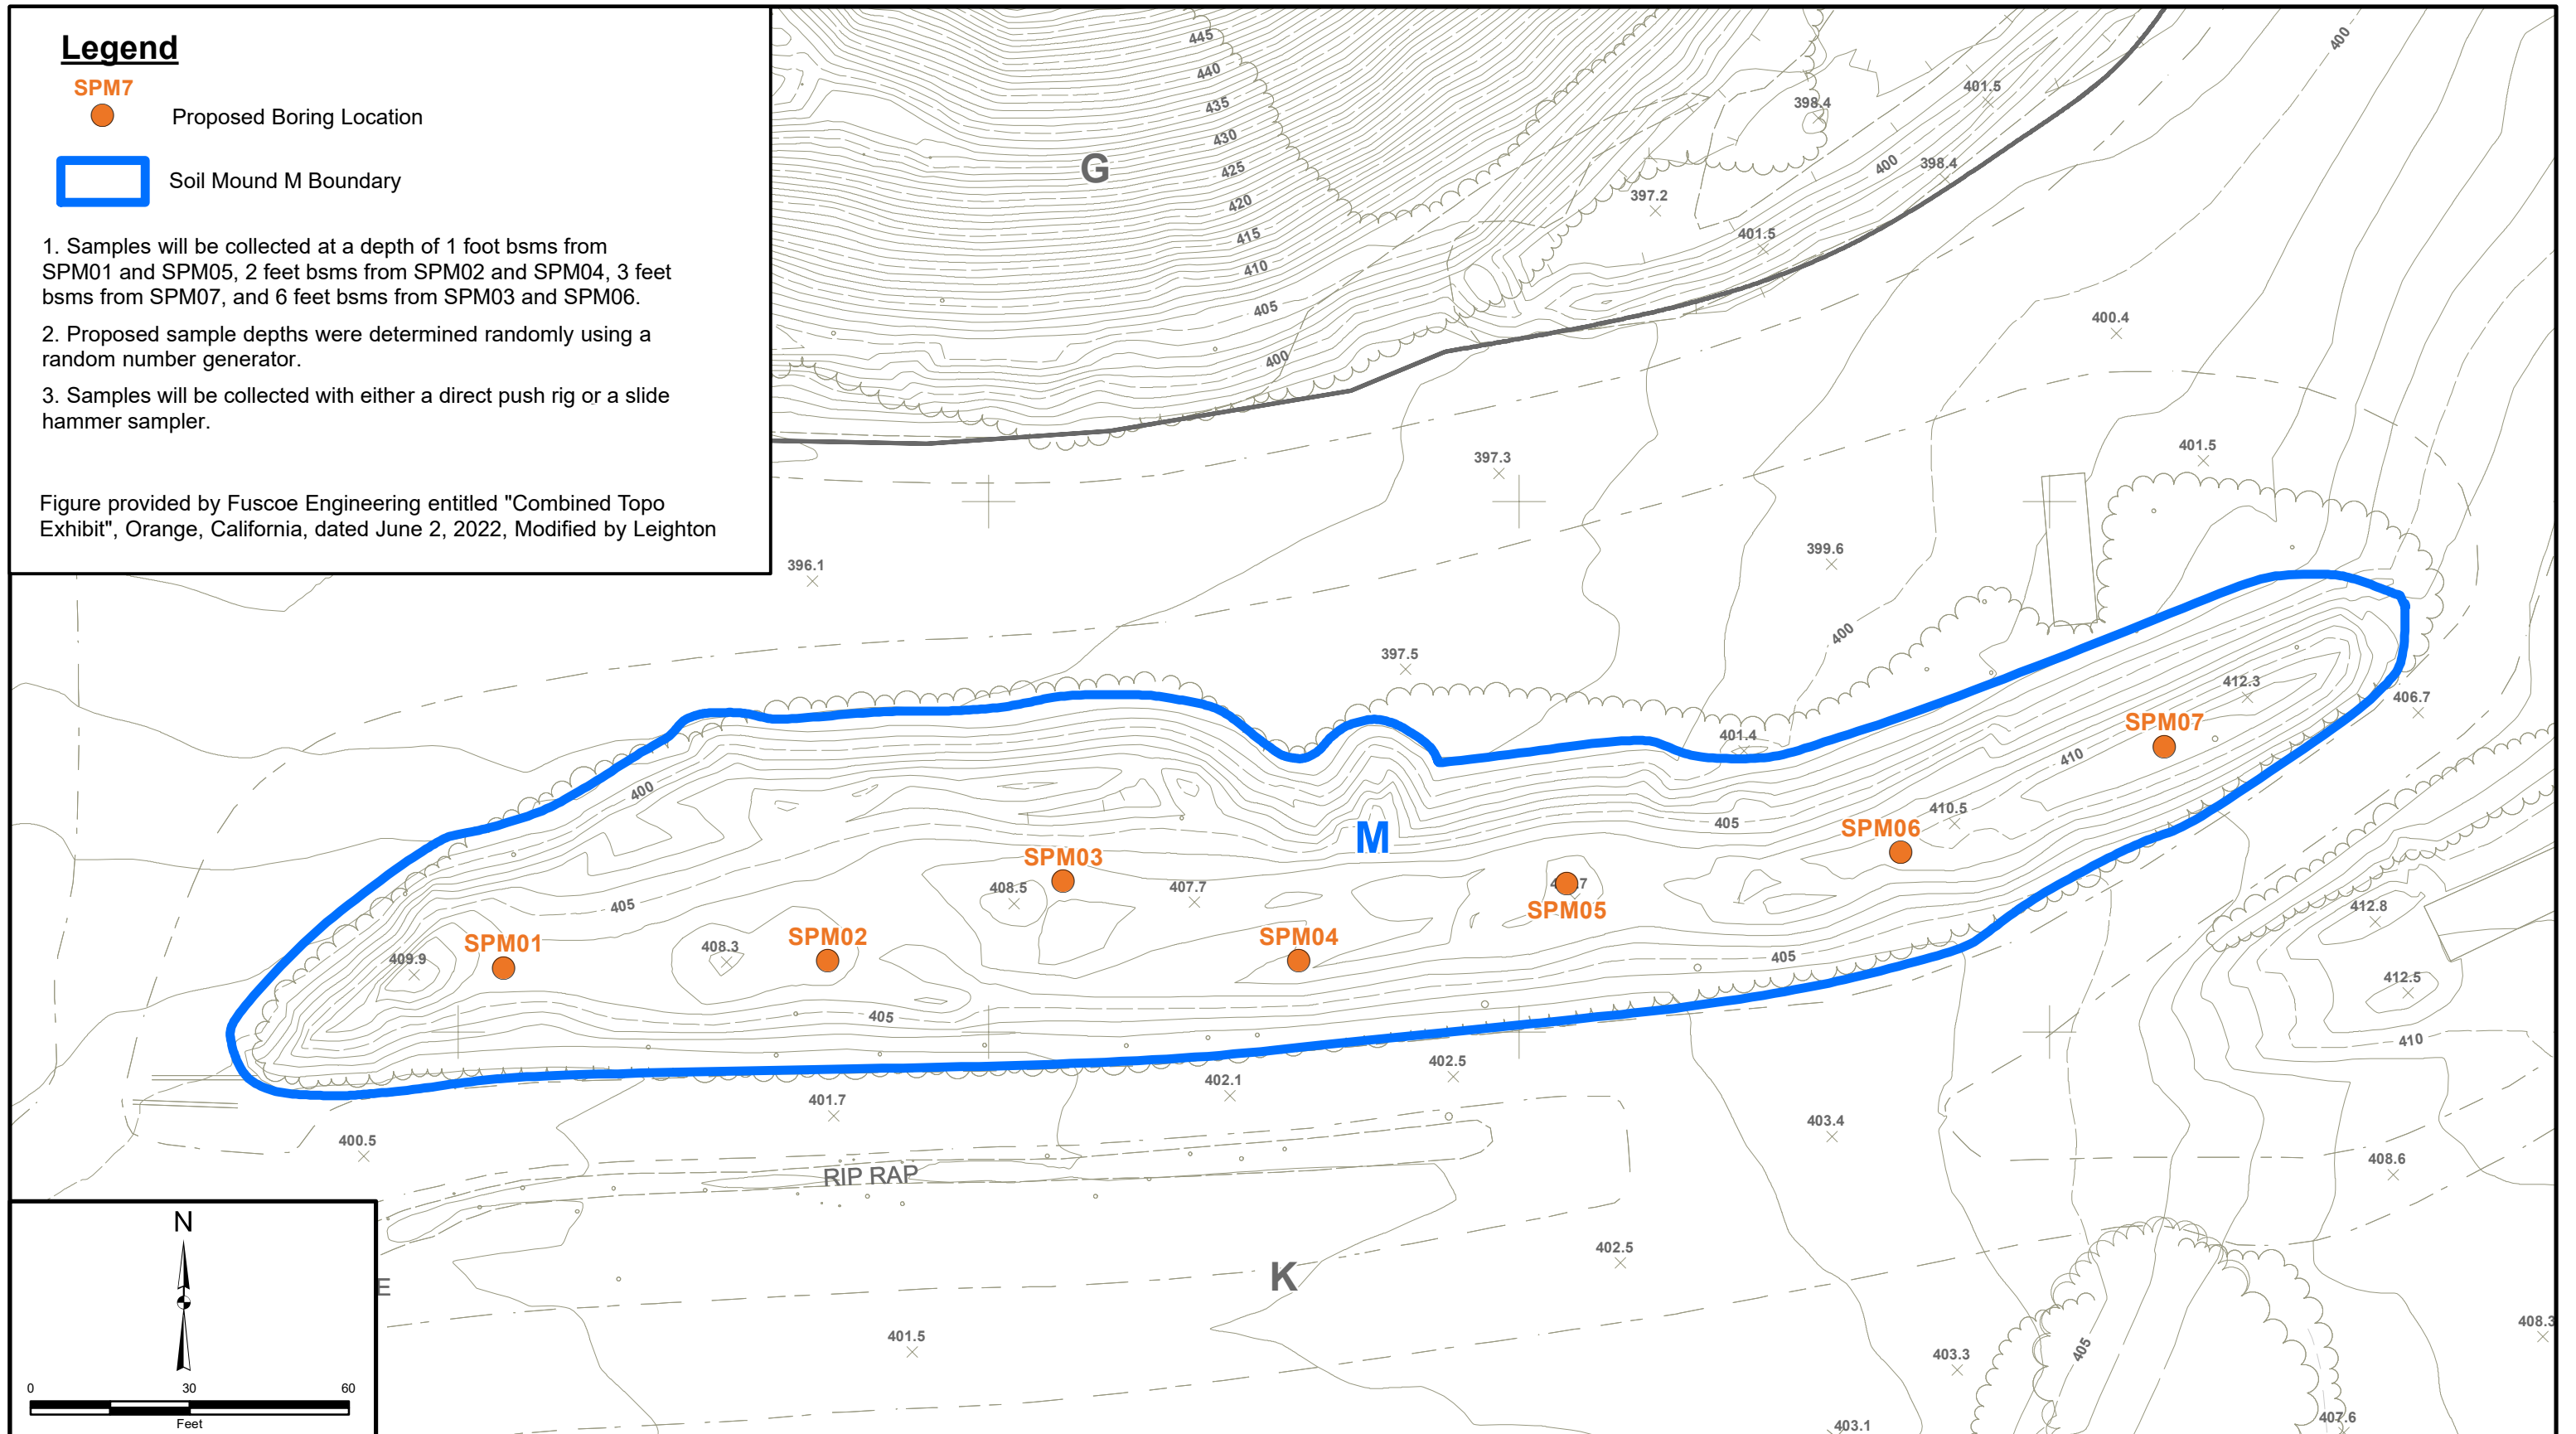 Legend
SPM7
Proposed Boring Location
Soil Mound M Boundary
1. Samples will be collected at a depth of 1 foot bsms from
SPM01 and SPM05, 2 feet bsms from SPM02 and SPM04, 3 feet
bsms from SPM07, and 6 feet bsms from SPM03 and SPM06.
2. Proposed sample depths were determined randomly using a
random number generator.
3. Samples will be collected with either a direct push rig or a slide
hammer sampler.
Figure provided by Fuscoe Engineering entitled "Combined Topo
Exhibit", Orange, California, dated June 2, 2022, Modified by Leighton
445
440
435
430
425
420
415
410
405
400
G
398.4
401.5
400
400
398.4
397.2
401.5
400.4
397.3
401.5
396.1
399.6
400
397.5
401.4
412.3
406.7
SPM07
410
400
405
M
410.5
SPM06
SPM03
408.5
407.7
SPM05
405
SPM01
409.9
408.3
SPM02
SPM04
405
405
412.8
412.5
410
402.5
402.1
401.7
400.5
403.4
408.6
RIP RAP
E
K
402.5
401.5
403.3
405
408.3
403.1
407.6
N
0
30
60
Feet